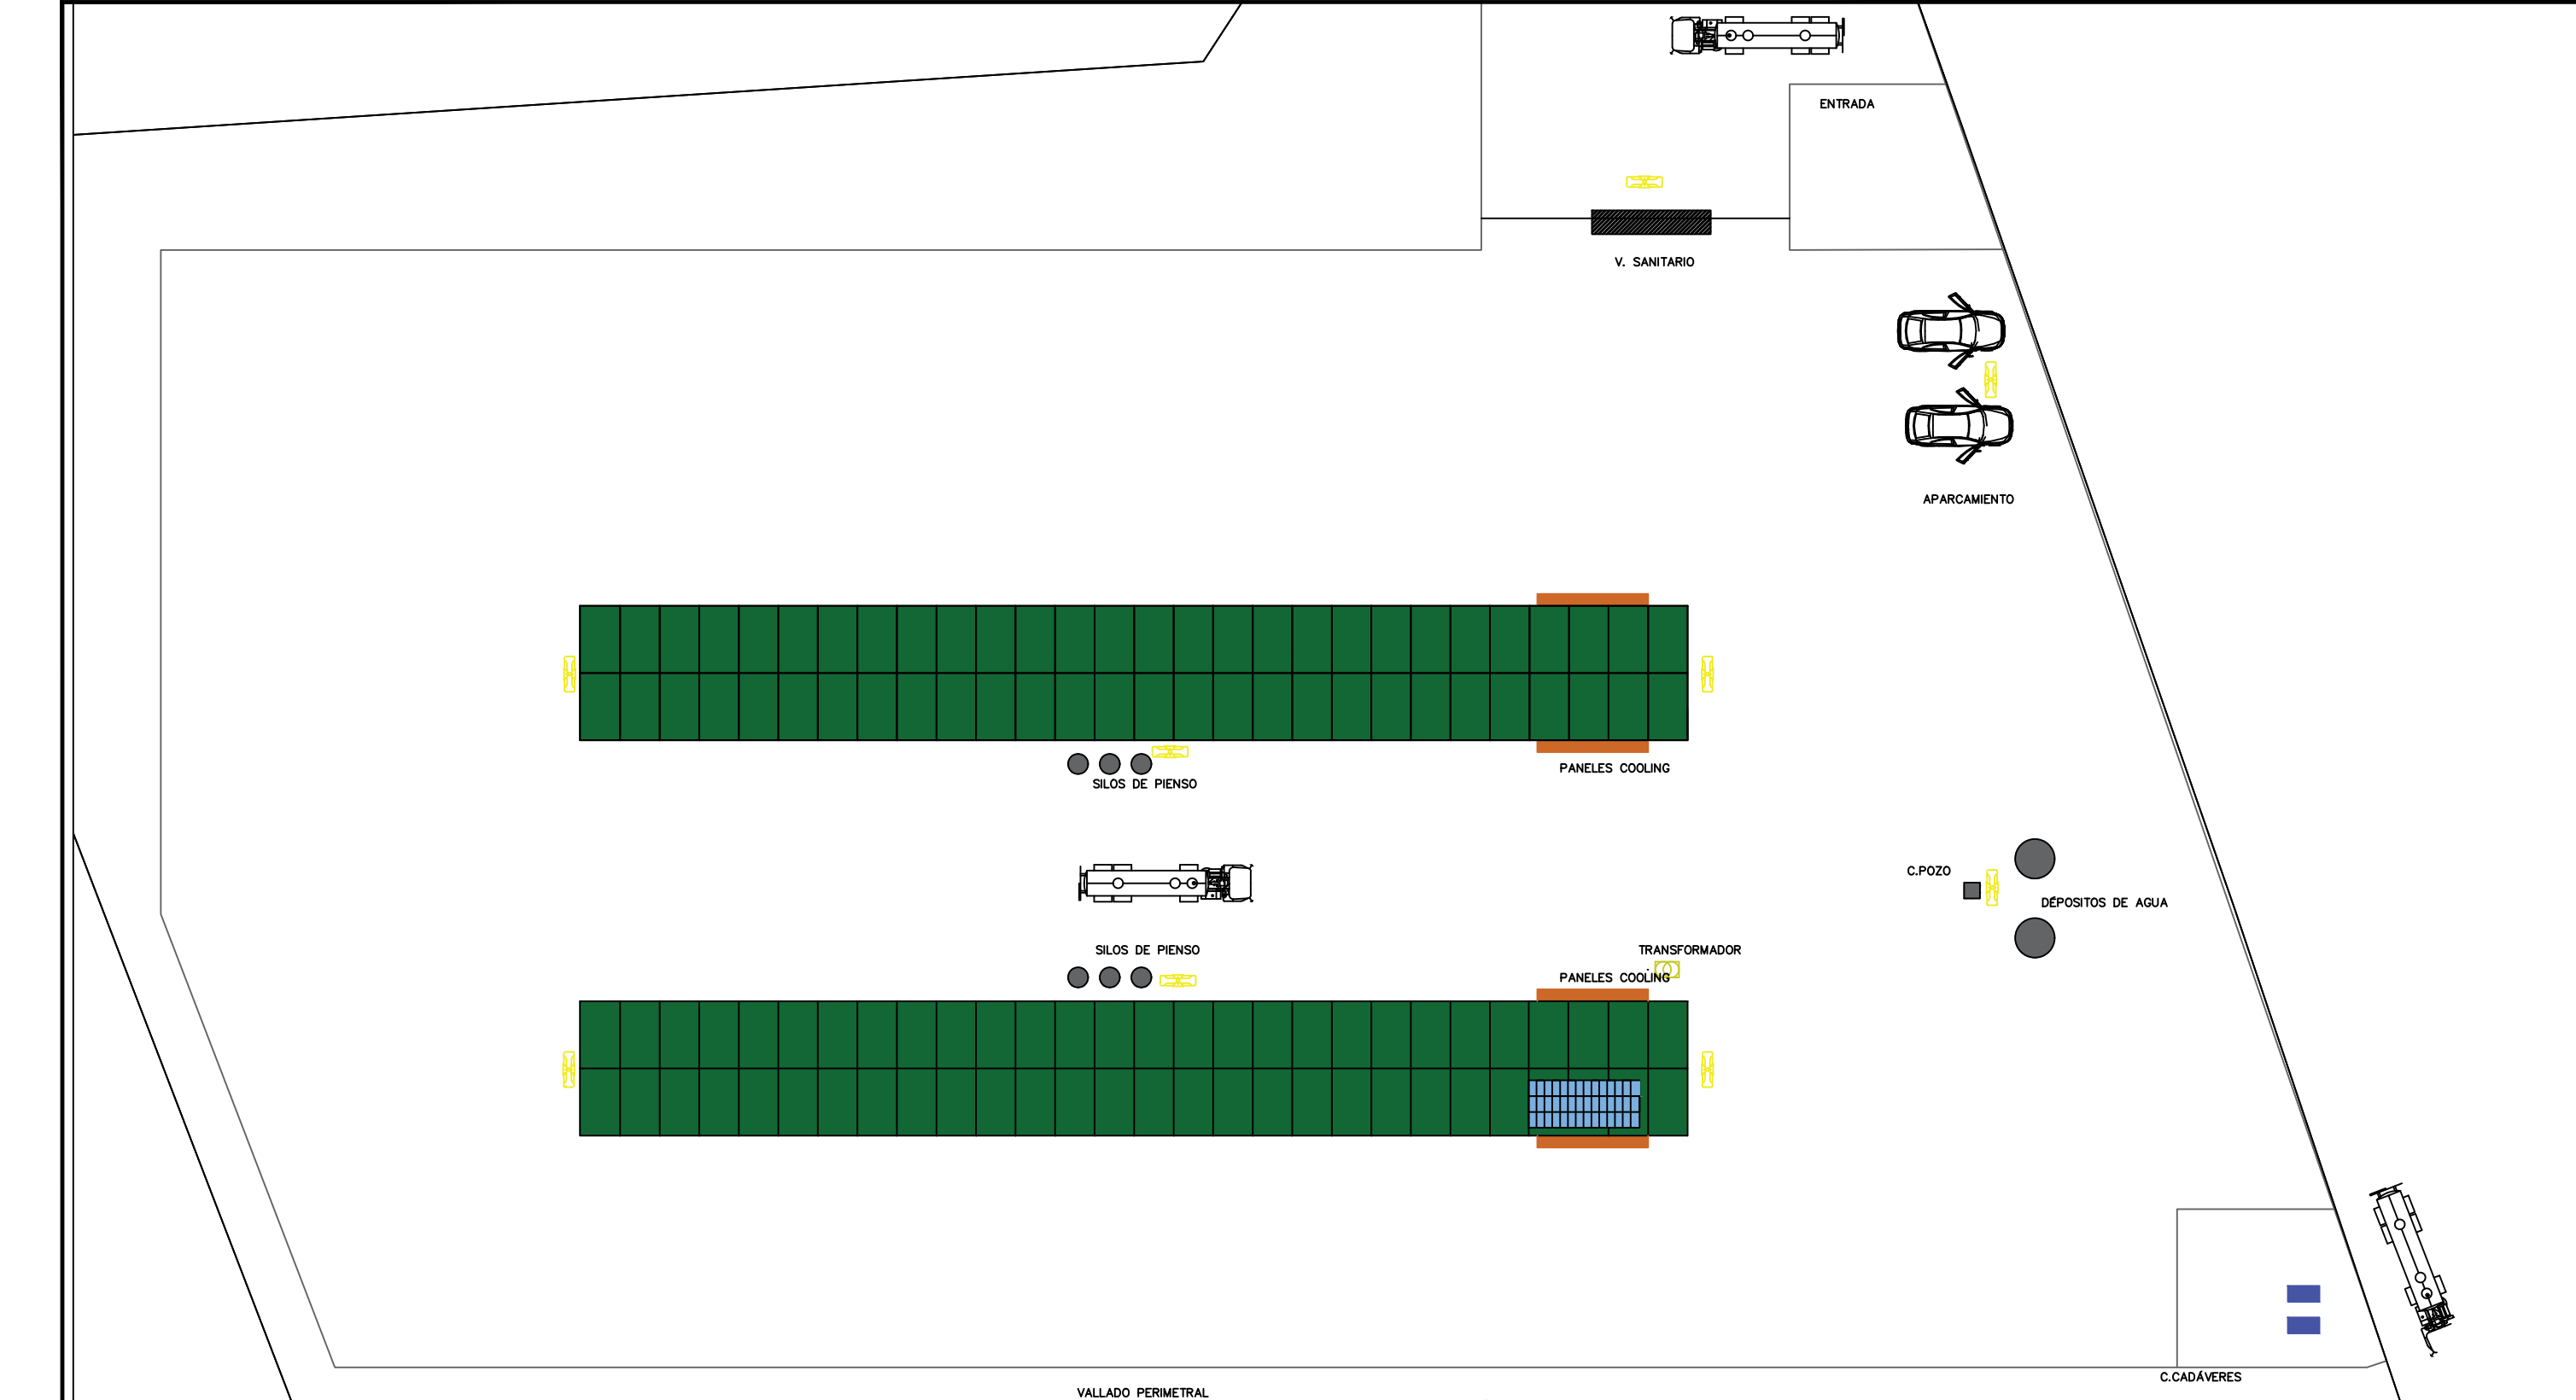 ENTRADA
V. SANITARIO
APARCAMIENTO
PANELES COOLING
SILOS DE PIENSO
C.POZO
DÉPOSITOS DE AGUA
SILOS DE PIENSO
TRANSFORMADOR
PANELES COOLING
C.CADÁVERES
VALLADO PERIMETRAL